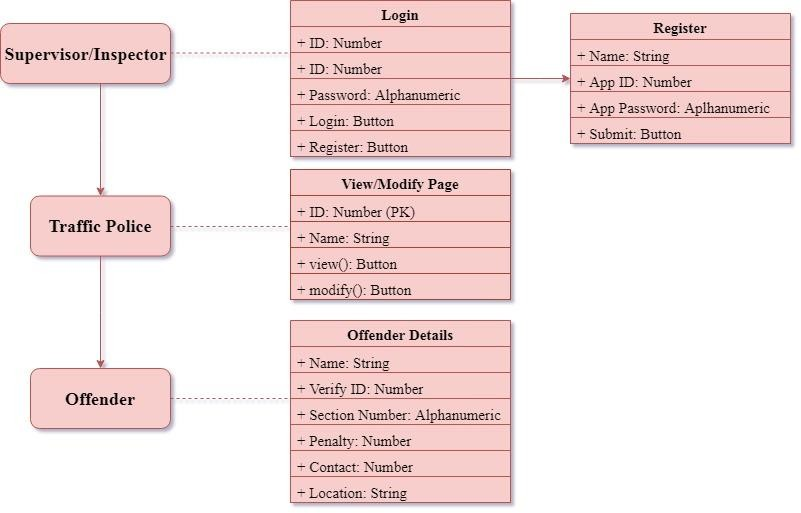 Supervisor/Inspector
Login
+ ID: Number
+ ID: Number
+ Password: Alphanumeric
+ Login: Button
+ Register: Button
Register
+ Name: String
+ App ID: Number
+ App Password: Aplhanumeric
+ Submit: Button
Traffic Police
View/Modify Page
+ ID: Number (PK)
+ Name: String
+ view(): Button
+ modify(): Button
Offender
Offender Details
+ Name: String
+ Verify ID: Number
+ Section Number: Alphanumeric
+ Penalty: Number
+ Contact: Number
+ Location: String